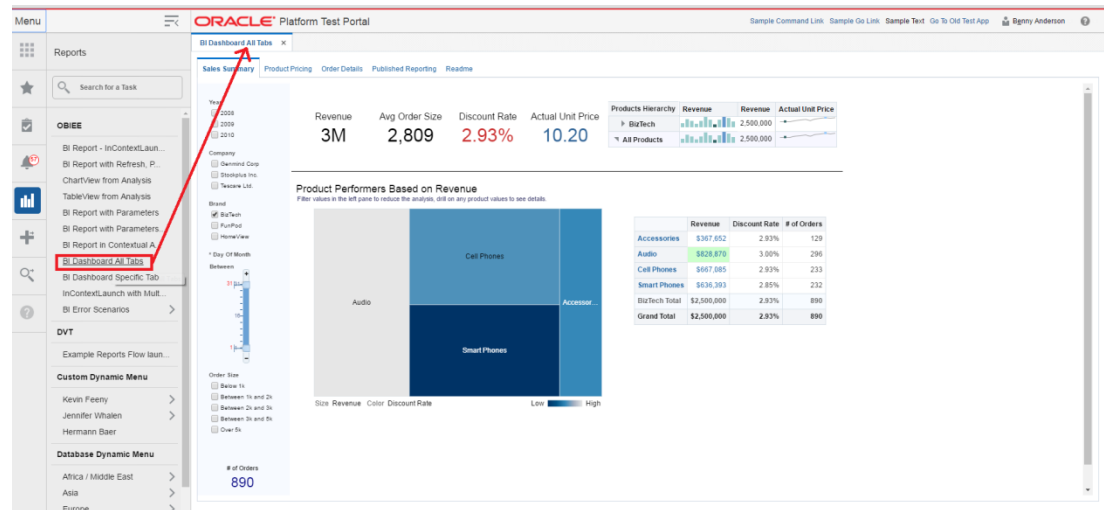 Menu
ORACLE® Platform Test Portal
Sample Command Link Sample Go Link Sample Text Go To Old Test App Benny Anderson
BI Dashboard All Tabs ×
Reports
Search for a Task
57
OBIEE
BI Report - InContextLaun...
BI Report with Refresh, P...
ChartView from Analysis
TableView from Analysis
BI Report with Parameters
BI Report with Parameters...
BI Report in Contextual A...
BI Dashboard All Tabs
BI Dashboard Specific Tab
InContextLaunch with Mult...
BI Error Scenarios
DVT
Example Reports Flow laun...
Custom Dynamic Menu
Kevin Feeny
Jennifer Whalen
Hermann Baer
Database Dynamic Menu
Africa / Middle East
Asia
Europe
Sales Summary Product Pricing Order Details Published Reporting Readme
Year
2008
2009
2010
Company
Genmind Corp
Stockplus Inc.
Tescare Ltd.
Brand
BizTech
FunPod
HomeView
* Day Of Month
Between
31
16
1
Order Size
Below 1k
Between 1k and 2k
Between 2k and 3k
Between 3k and 5k
Over 5k
# of Orders
890
Revenue Avg Order Size Discount Rate Actual Unit Price
3M 2,809 2.93% 10.20
Products Hierarchy Revenue Revenue Actual Unit Price
BizTech 2,500,000
All Products 2,500,000
Product Performers Based on Revenue
Filter values in the left pane to reduce the analysis, drill on any product values to see details.
Cell Phones
Audio
Accessor...
Smart Phones
Size Revenue Color Discount Rate Low High
Revenue Discount Rate # of Orders
Accessories $367,652 2.93% 129
Audio $828,870 3.00% 296
Cell Phones $667,085 2.93% 233
Smart Phones $636,393 2.85% 232
BizTech Total $2,500,000 2.93% 890
Grand Total $2,500,000 2.93% 890